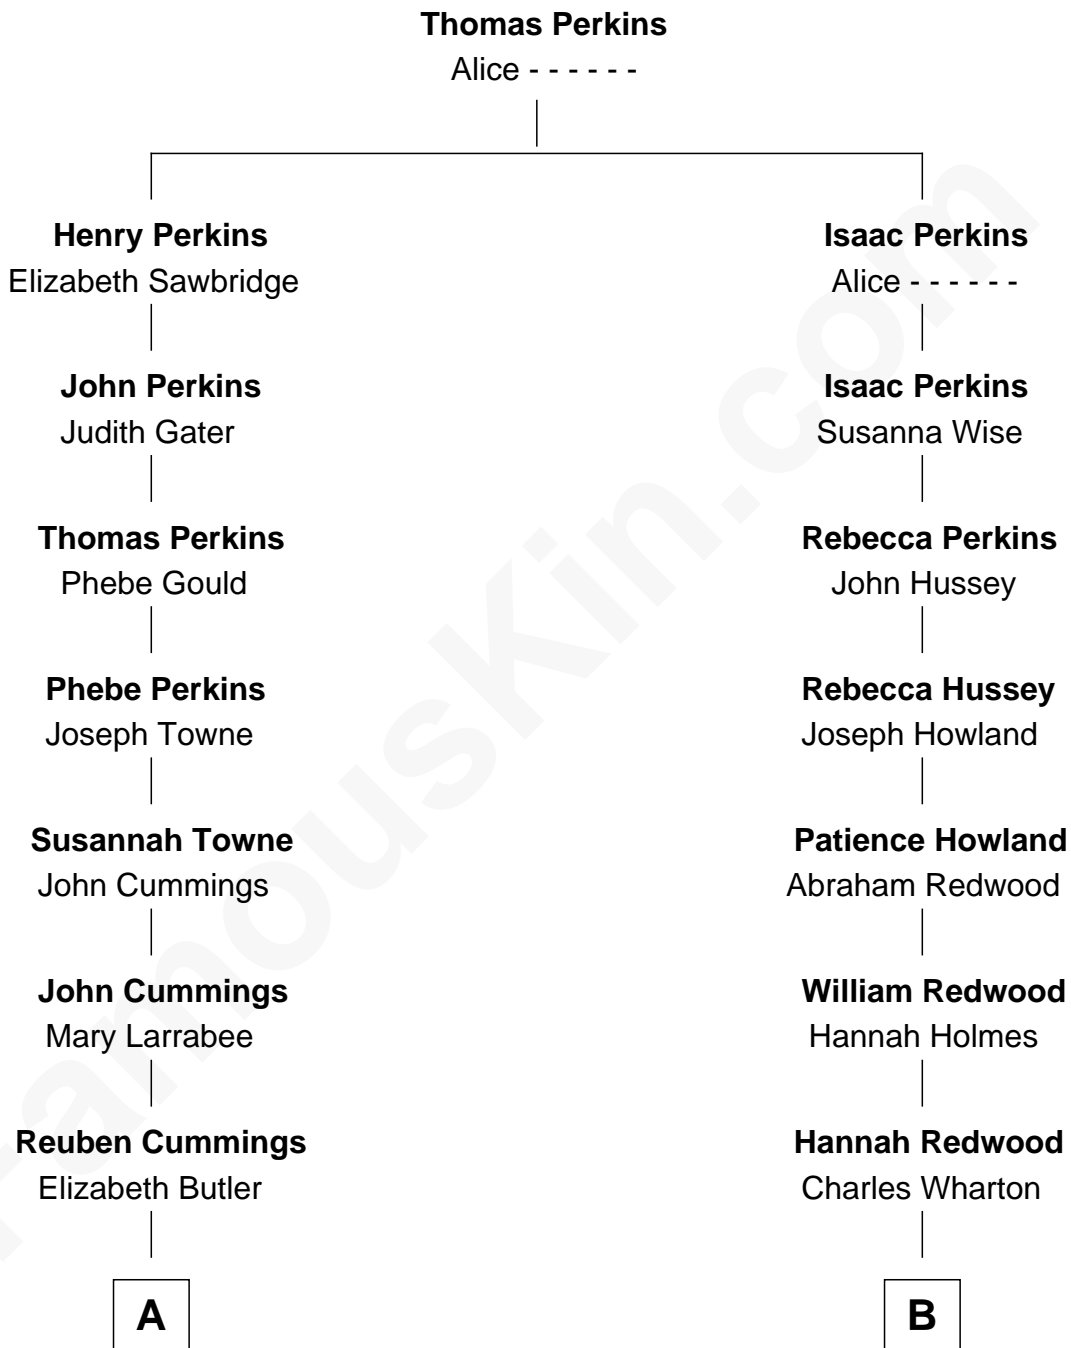 Thomas Perkins
Alice - - - - - -
Henry Perkins
Elizabeth Sawbridge
Isaac Perkins
Alice - - - - - -
John Perkins
Judith Gater
Isaac Perkins
Susanna Wise
Thomas Perkins
Phebe Gould
Rebecca Perkins
John Hussey
Phebe Perkins
Joseph Towne
Rebecca Hussey
Joseph Howland
Susannah Towne
John Cummings
Patience Howland
Abraham Redwood
John Cummings
Mary Larrabee
William Redwood
Hannah Holmes
Reuben Cummings
Elizabeth Butler
Hannah Redwood
Charles Wharton
A
B
FamousKin.com